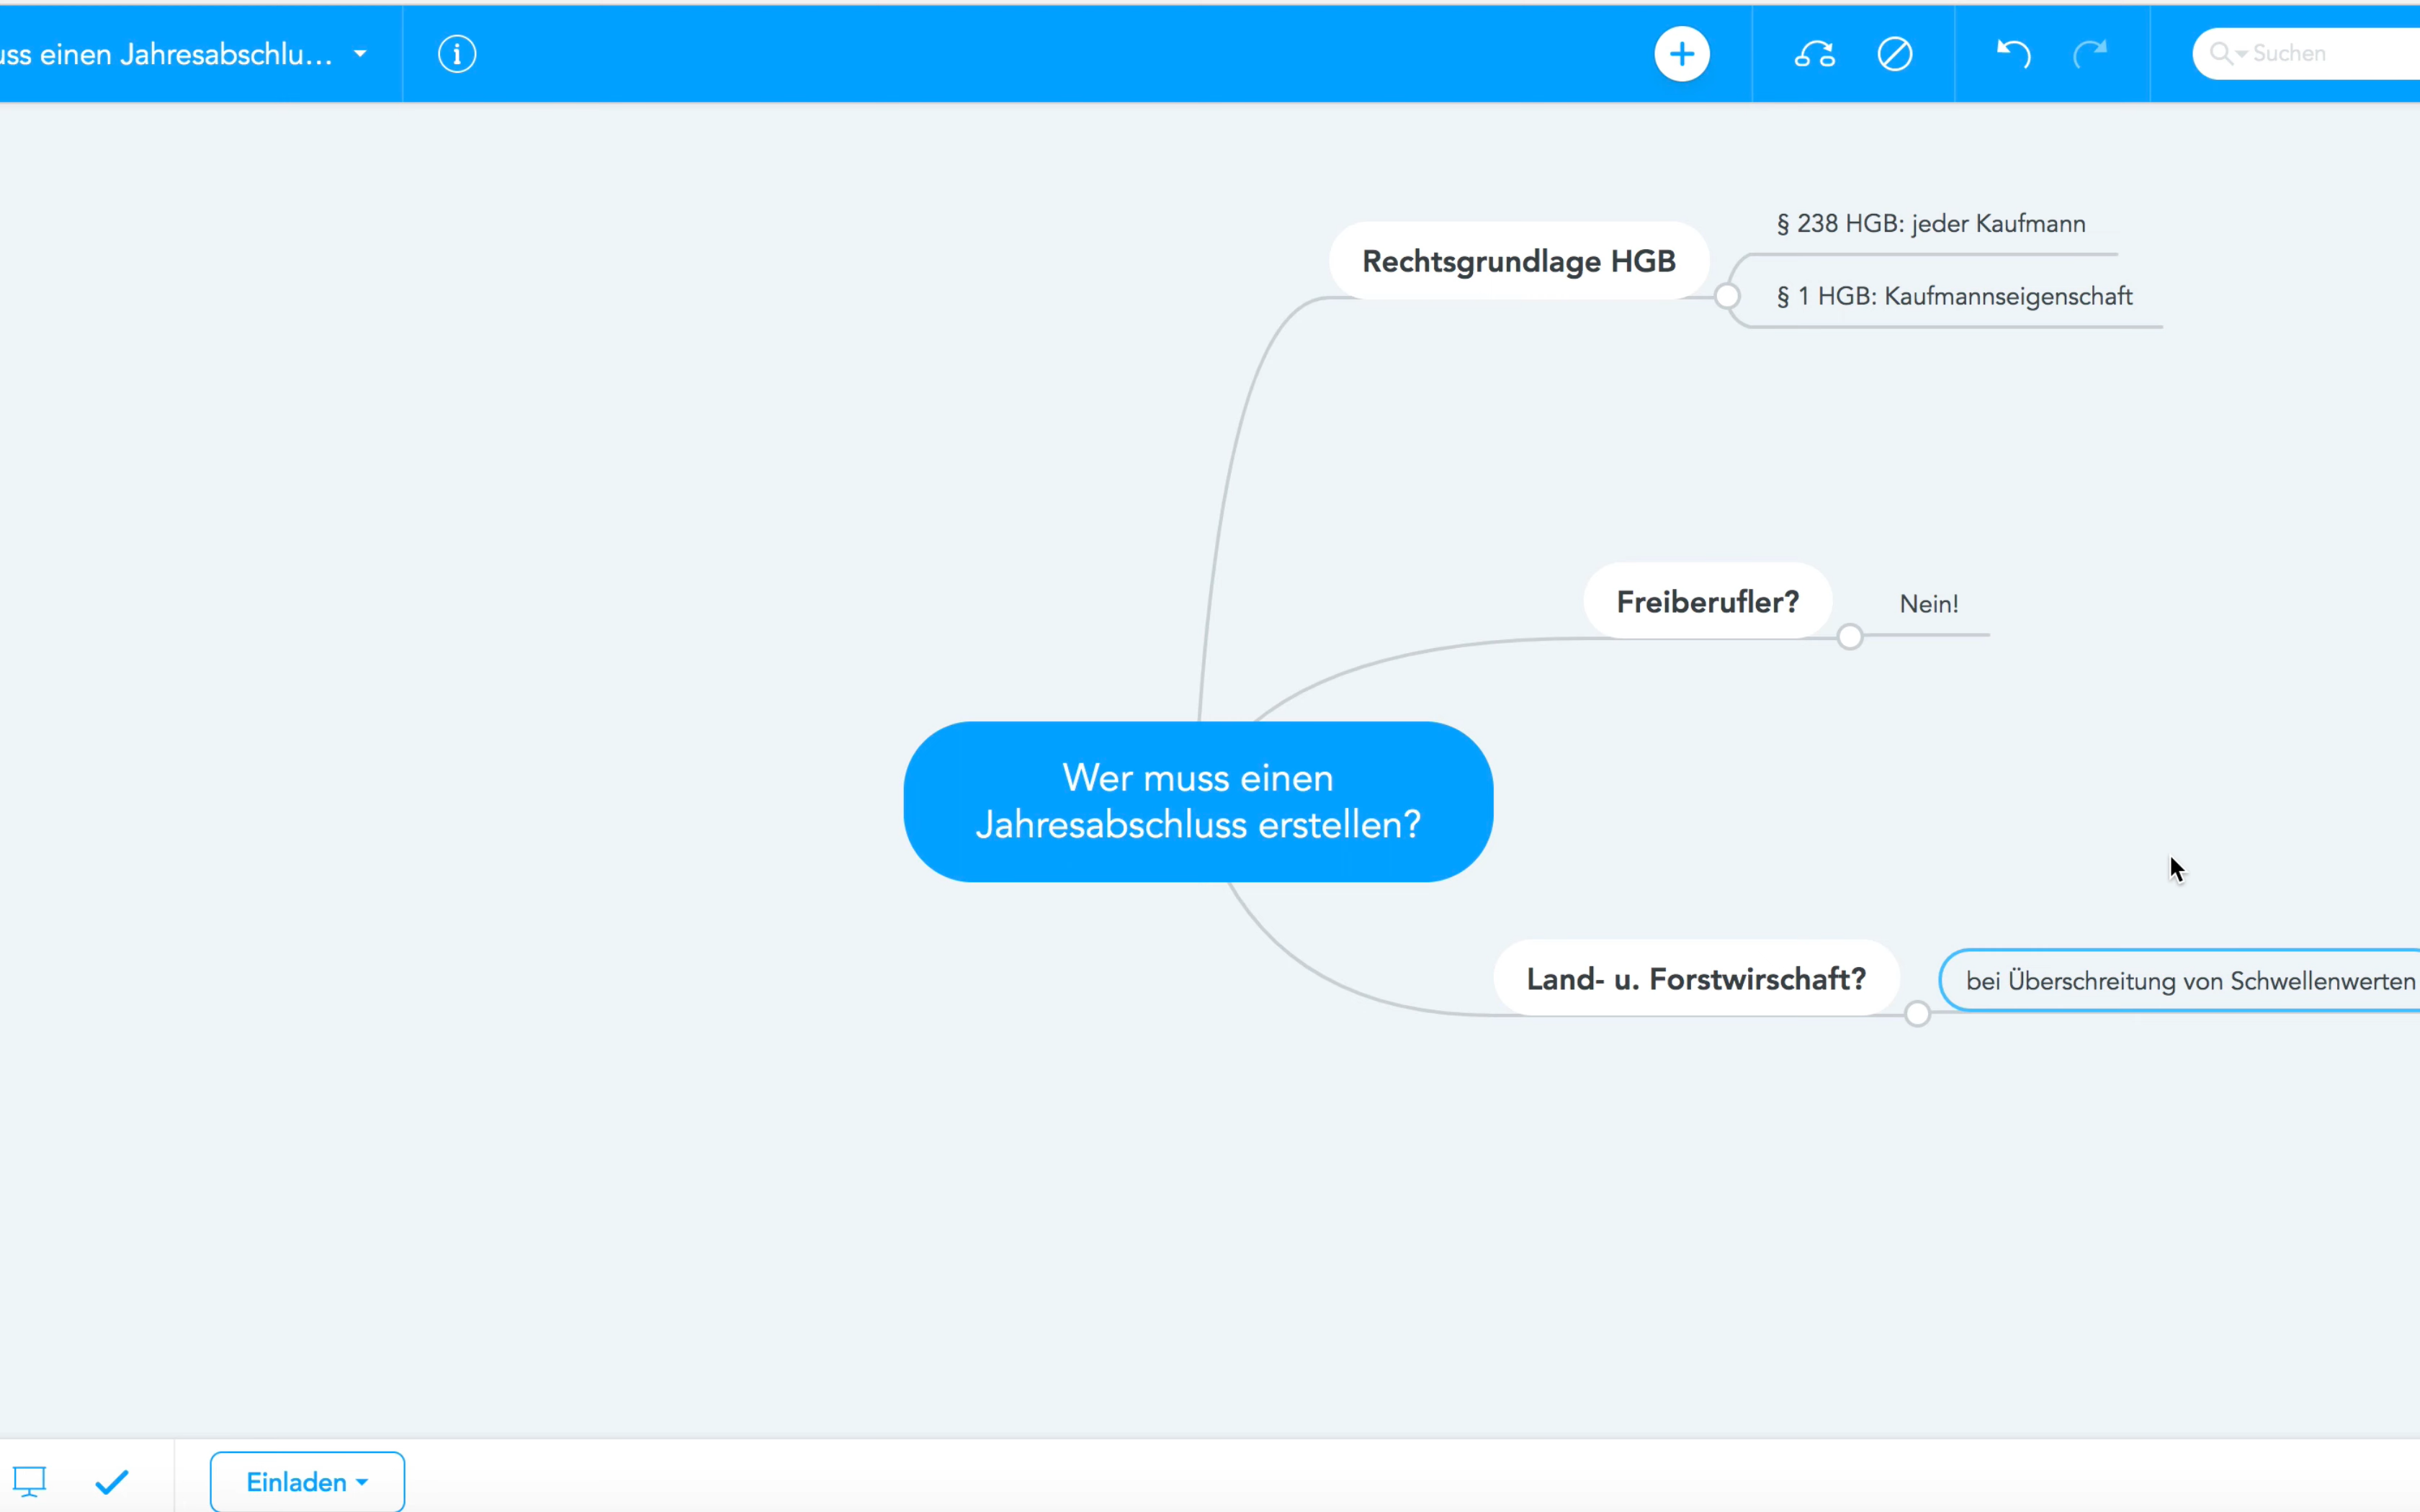 uss einen Jahresabschlu...
Suchen
§ 238 HGB: jeder Kaufmann
Rechtsgrundlage HGB
§ 1 HGB: Kaufmannseigenschaft
Freiberufler?
Nein!
Wer muss einen
Jahresabschluss erstellen?
Land- u. Forstwirschaft?
bei Überschreitung von Schwellenwerten
Einladen